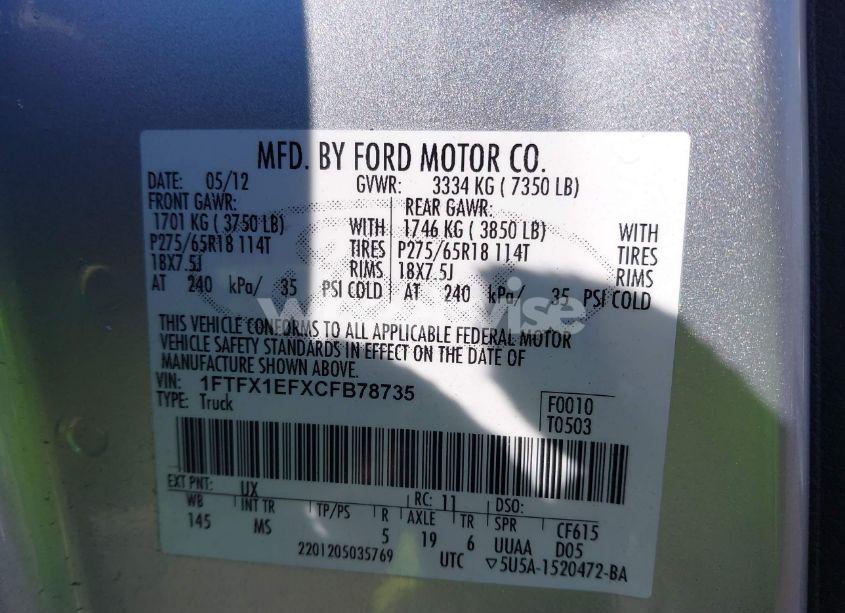 MFD. BY FORD MOTOR CO.
DATE: 05/12 GVWR: 3334 KG ( 7350 LB)
FRONT GAWR: REAR GAWR:
1701 KG ( 3750 LB) WITH 1746 KG ( 3850 LB) WITH
P275/65R18 114T TIRES P275/65R18 114T TIRES
18X7.5J RIMS 18X7.5J RIMS
AT 240 kPa/ 35 PSI COLD AT 240 kPa/ 35 PSI COLD
THIS VEHICLE CONFORMS TO ALL APPLICABLE FEDERAL MOTOR
VEHICLE SAFETY STANDARDS IN EFFECT ON THE DATE OF
MANUFACTURE SHOWN ABOVE.
VIN: 1FTFX1EFXCFB78735
TYPE: Truck
F0010
T0503
EXT PNT: UX RC: 11 DSO:
WB INT TR TP/PS R AXLE TR SPR CF615
145 MS 5 19 6 UUAA D05
2201205035769 UTC ▽5U5A-1520472-BA